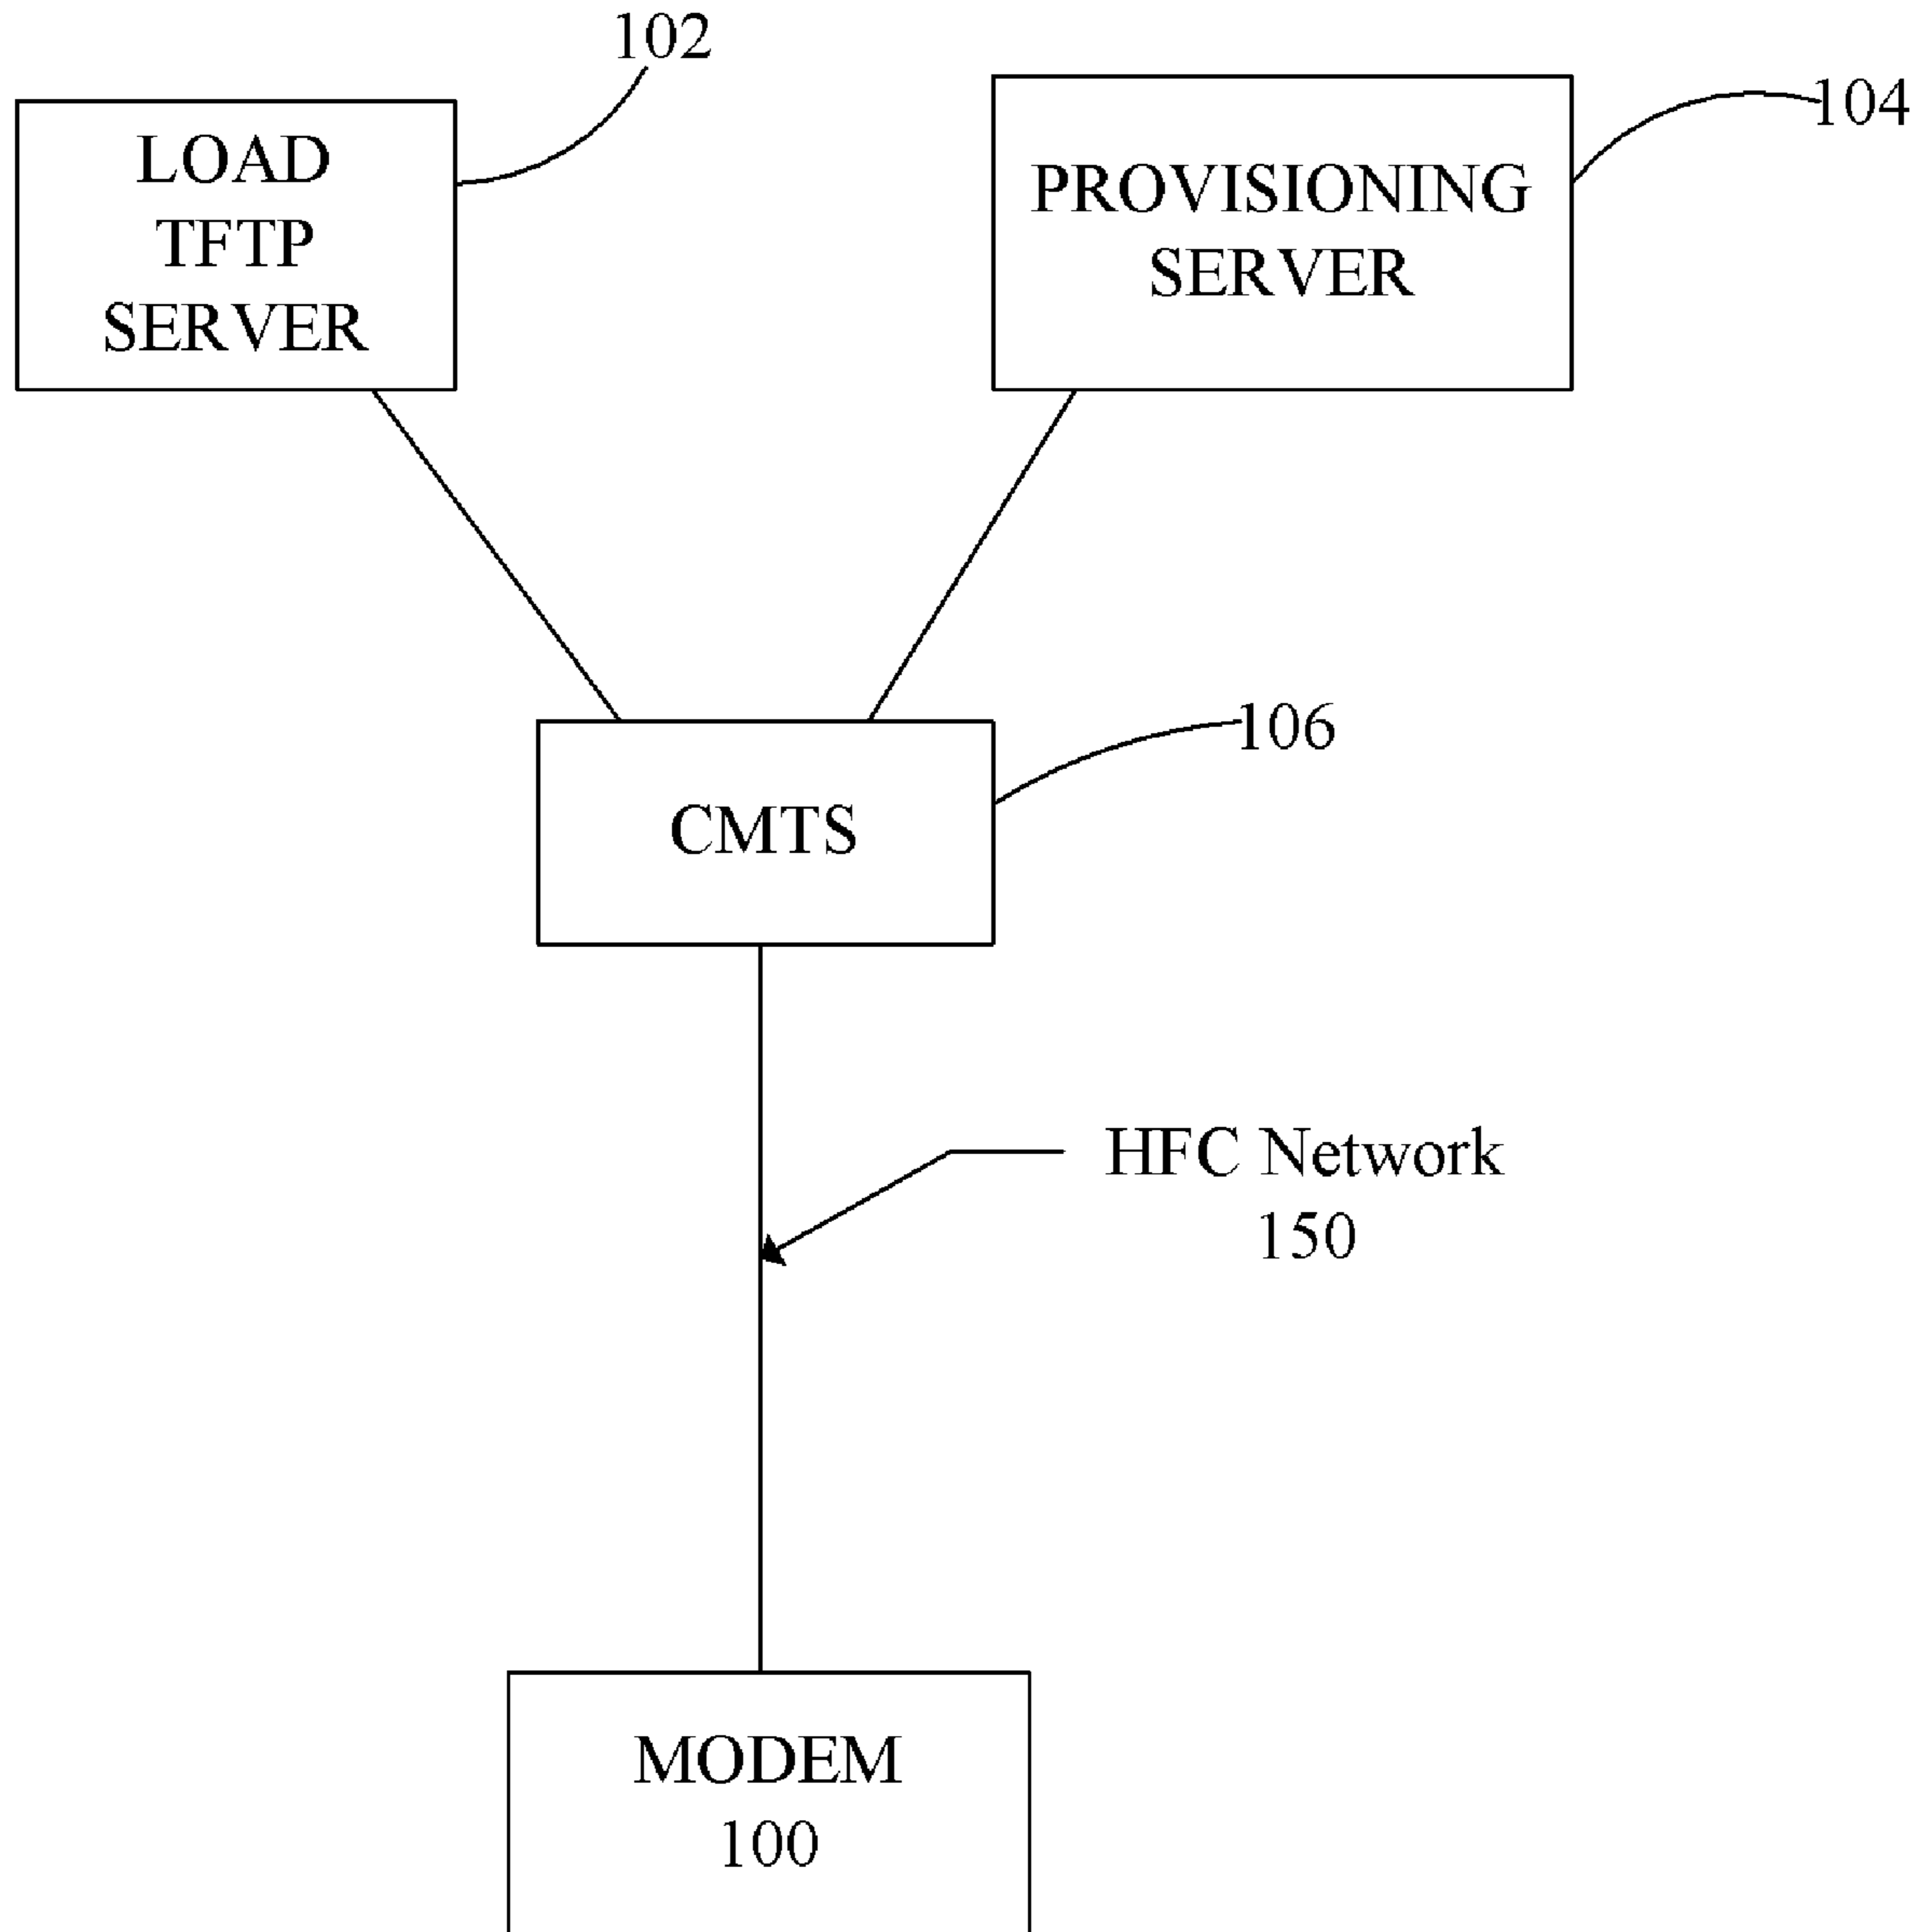 102
LOAD
TFTP
SERVER
104
PROVISIONING
SERVER
106
CMTS
HFC Network
150
MODEM
100